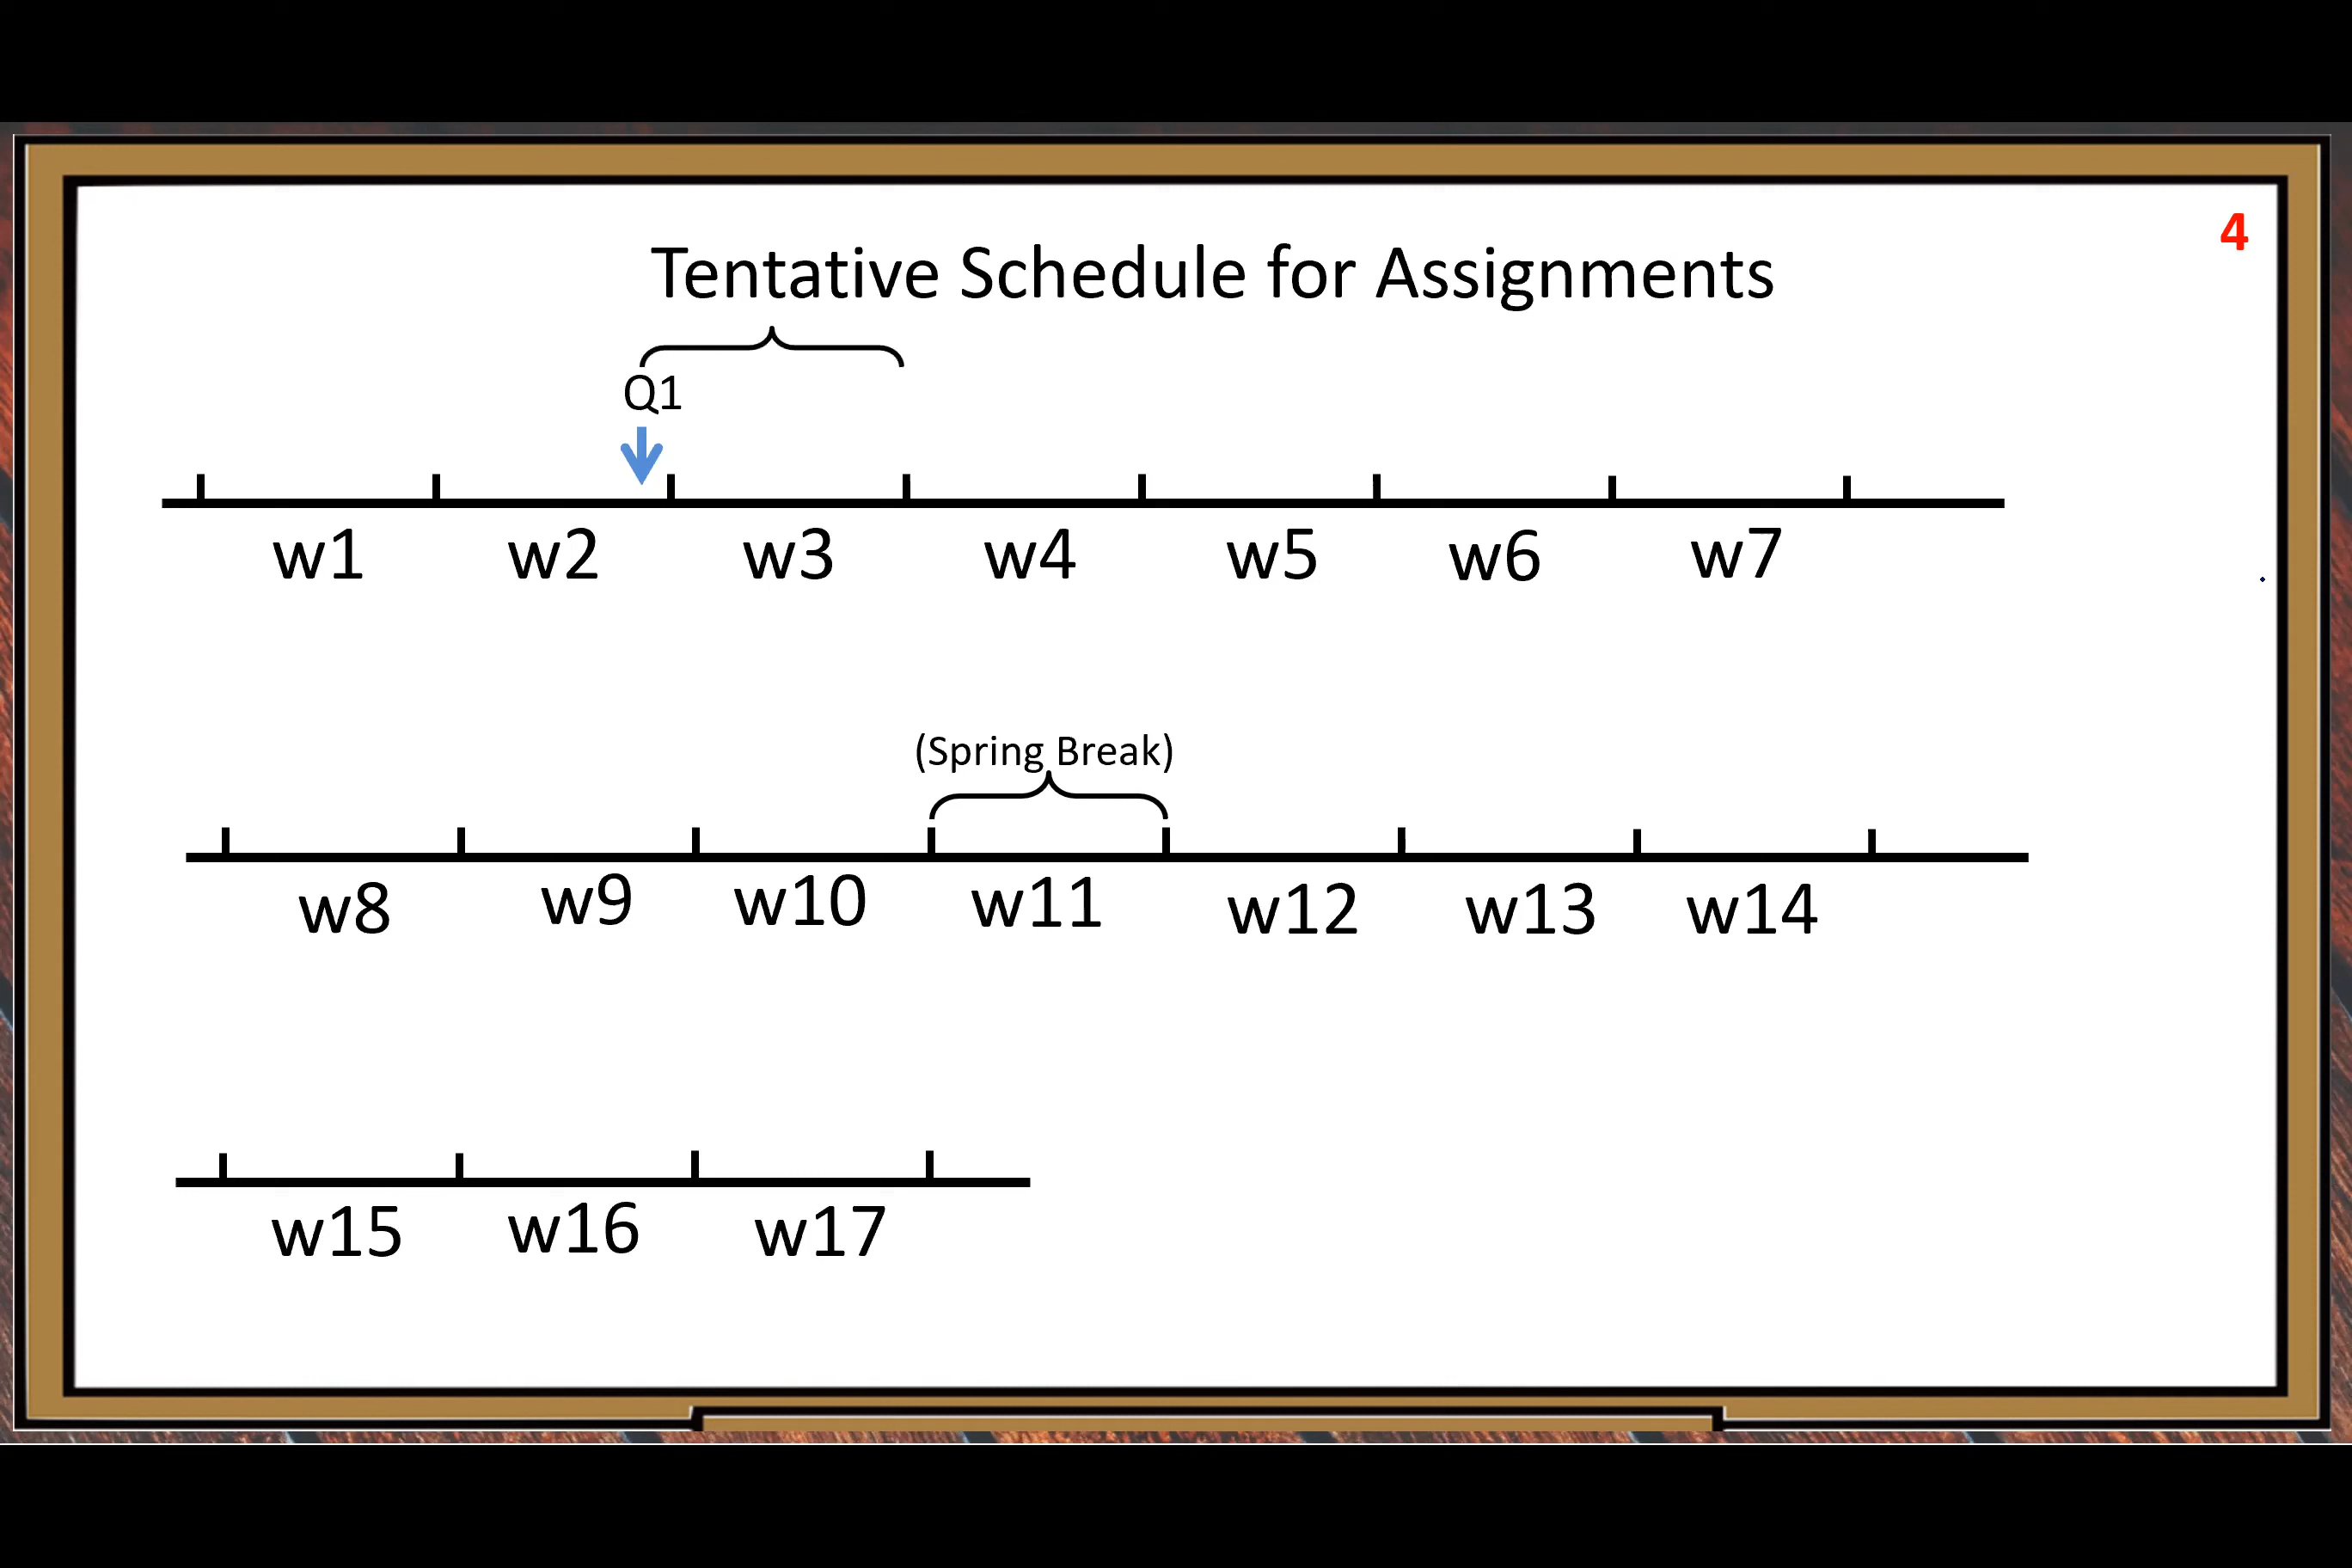 4
Tentative Schedule for Assignments
Q1
w1 w2 w3 w4 w5 w6 w7
(Spring Break)
w8 w9 w10 w11 w12 w13 w14
w15 w16 w17